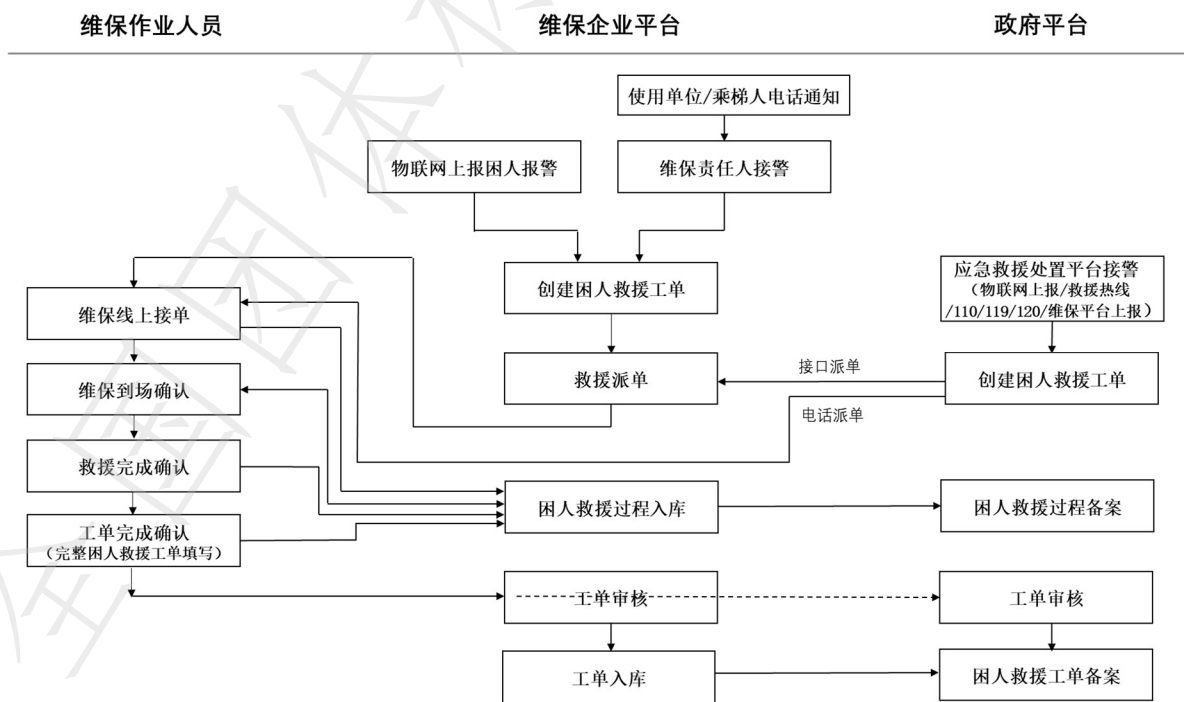 维保作业人员
维保企业平台
政府平台
使用单位/乘梯人电话通知
物联网上报困人报警
维保责任人接警
创建困人救援工单
应急救援处置平台接警
（物联网上报/救援热线
/110/119/120/维保平台上报）
维保线上接单
救援派单
接口派单
创建困人救援工单
维保到场确认
电话派单
救援完成确认
困人救援过程入库
困人救援过程备案
工单完成确认
（完整困人救援工单填写）
工单审核
工单审核
工单入库
困人救援工单备案
全国团体标